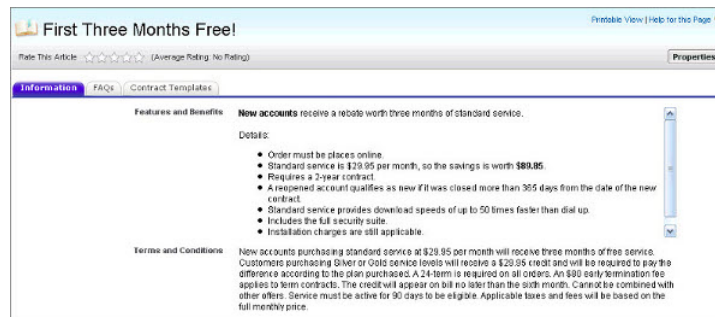 First Three Months Free!
Printable View | Help for this Page
Rate This Article (Average Rating: No Rating)
Properties
Information
FAQs
Contract Templates
Features and Benefits
New accounts receive a rebate worth three months of standard service.
Details:
Order must be places online.
Standard service is $29.95 per month, so the savings is worth $89.85.
Requires a 2-year contract.
A reopened account qualifies as new if it was closed more than 365 days from the date of the new
contract.
Standard service provides download speeds of up to 50 times faster than dial up.
Includes the full security suite.
Installation charges are still applicable.
Terms and Conditions
New accounts purchasing standard service at $29.95 per month will receive three months of free service.
Customers purchasing Silver or Gold service levels will receive a $29.95 credit and will be required to pay the
difference according to the plan purchased. A 24-term is required on all orders. An $80 early termination fee
applies to term contracts. The credit will appear on bill no later than the sixth month. Cannot be combined with
other offers. Service must be active for 90 days to be eligible. Applicable taxes and fees will be based on the
full monthly price.